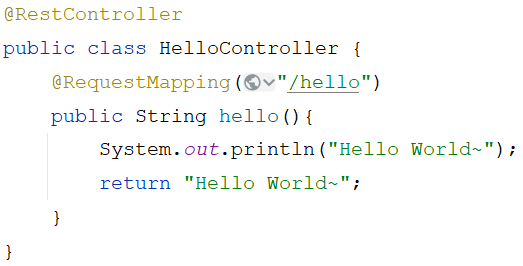 @RestController
public class HelloController {
    @RequestMapping("/hello")
    public String hello(){
        System.out.println("Hello World~");
        return "Hello World~";
    }
}